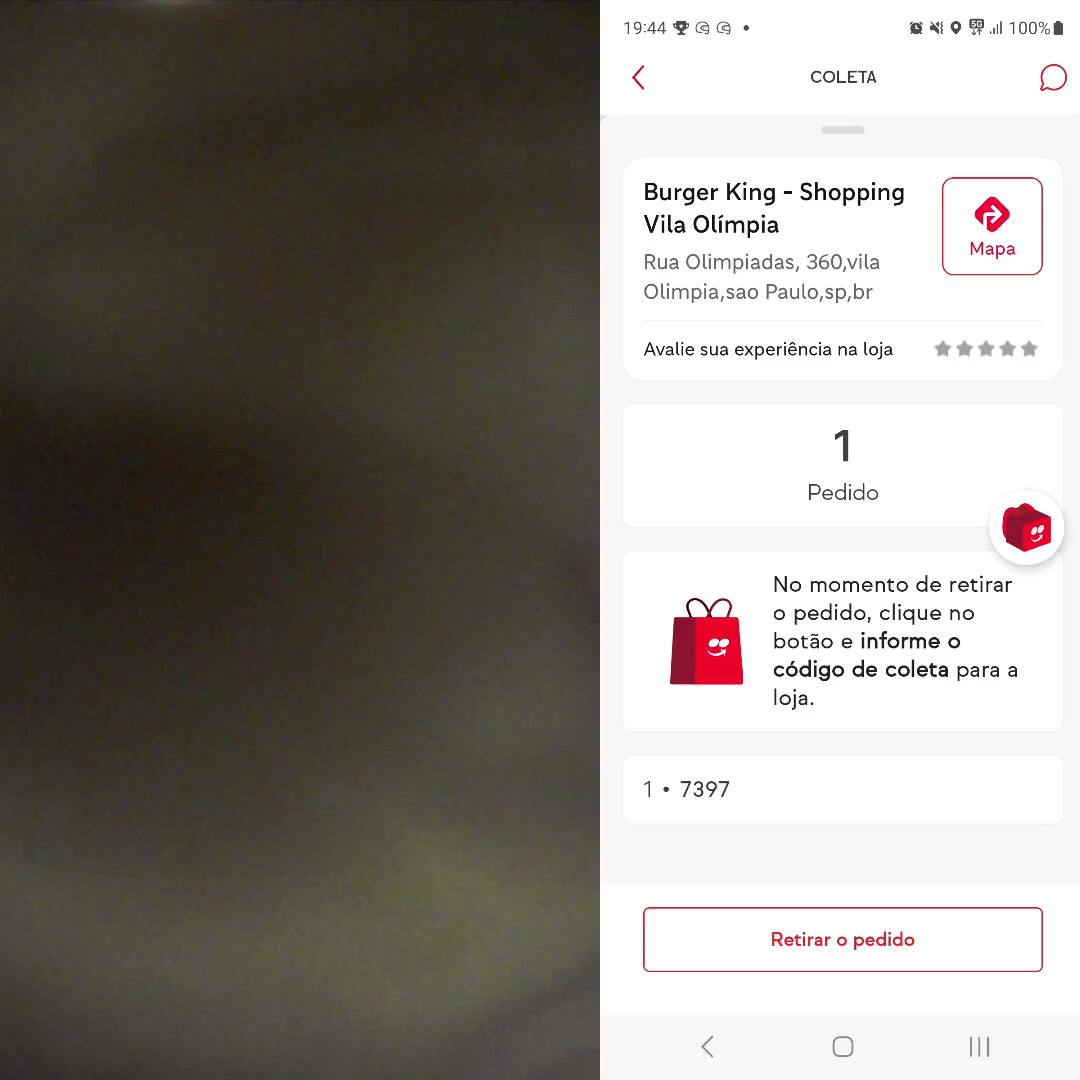 19:44
100%
COLETA
Burger King - Shopping
Vila Olímpia
Mapa
Rua Olimpiadas, 360,vila
Olimpia,sao Paulo,sp,br
Avalie sua experiência na loja
1
Pedido
No momento de retirar
o pedido, clique no
botão e informe o
código de coleta para a
loja.
1 • 7397
Retirar o pedido